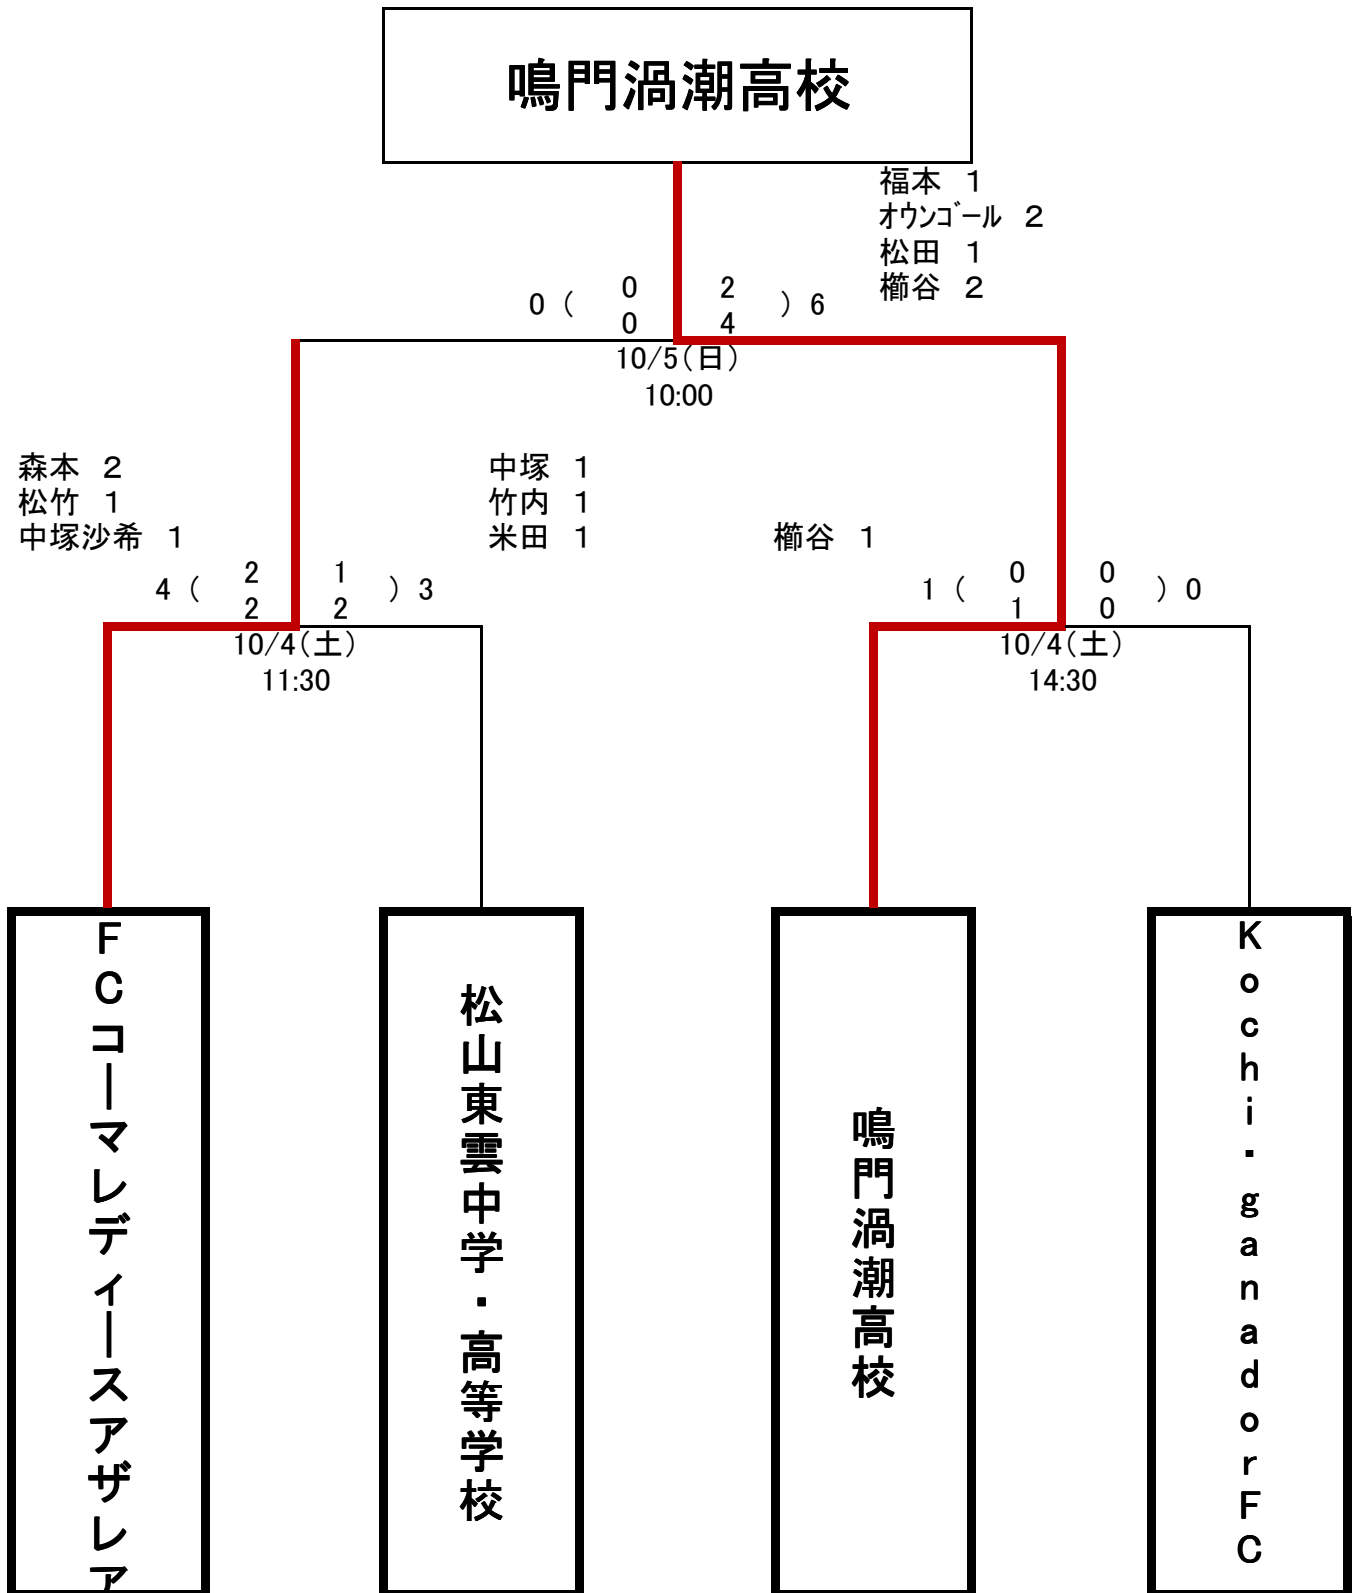 鳴門渦潮高校
福本 1
オウンゴール 2
松田 1
櫛谷 2
0 ( 0 2 ) 6
0 4
10/5(日)
10:00
森本 2
松竹 1
中塚沙希 1
中塚 1
竹内 1
米田 1
櫛谷 1
4 ( 2 1 ) 3
2 2
10/4(土)
11:30
1 ( 0 0 ) 0
1 0
10/4(土)
14:30
FCコーマレディースアザレア
松山東雲中学・高等学校
鳴門渦潮高校
Kochi・ganadorFC